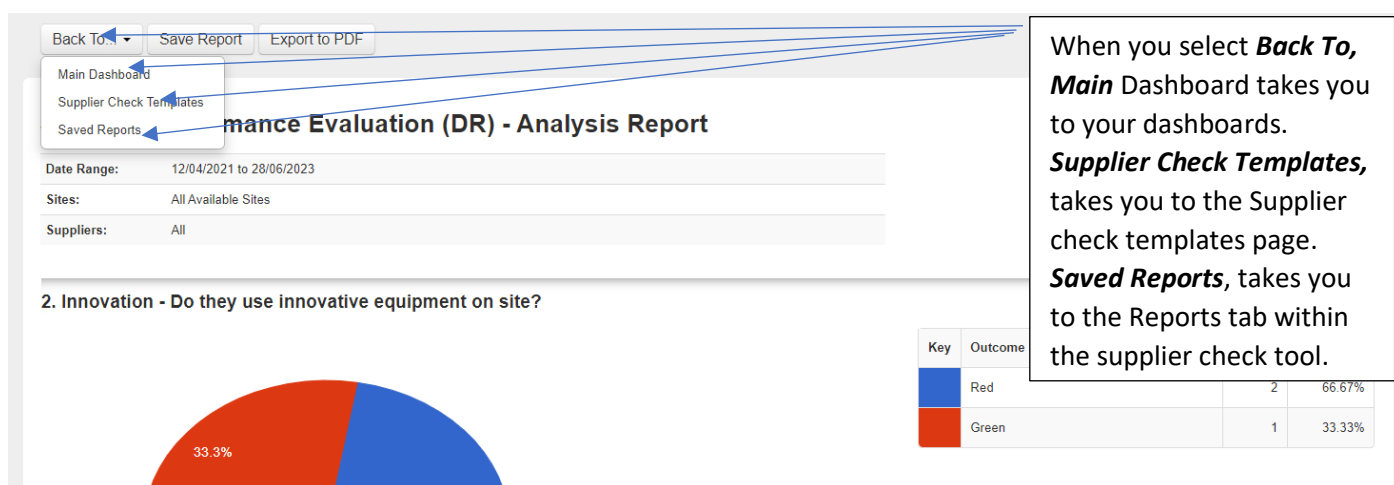 Back To... Save Report Export to PDF
Main Dashboard
Supplier Check Templates
Saved Reports
mance Evaluation (DR) - Analysis Report
Date Range: 12/04/2021 to 28/06/2023
Sites: All Available Sites
Suppliers: All
When you select Back To,
Main Dashboard takes you
to your dashboards.
Supplier Check Templates,
takes you to the Supplier
check templates page.
Saved Reports, takes you
to the Reports tab within
the supplier check tool.
2. Innovation - Do they use innovative equipment on site?
Key Outcome
Red 2 66.67%
Green 1 33.33%
33.3%